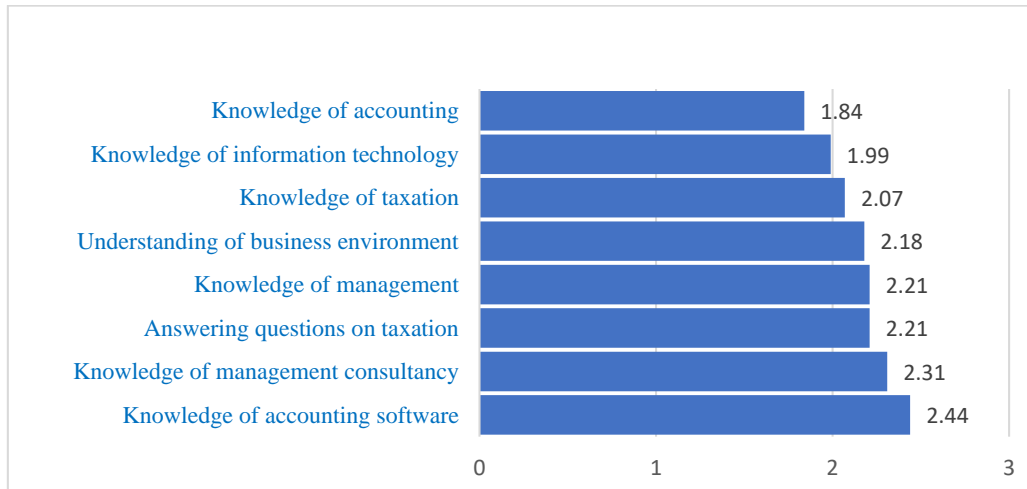 Knowledge of accounting 1.84
Knowledge of information technology 1.99
Knowledge of taxation 2.07
Understanding of business environment 2.18
Knowledge of management 2.21
Answering questions on taxation 2.21
Knowledge of management consultancy 2.31
Knowledge of accounting software 2.44
0 1 2 3